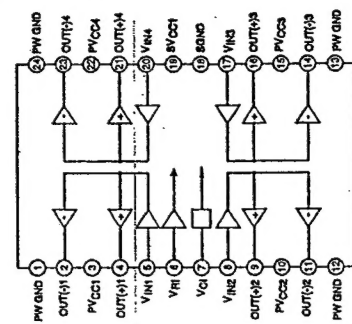 PW GND 24
OUT(-)4 23
PVCC4 22
OUT(+)4 21
VIN4 20
SVCC1 19
SGND 18
VIN3 17
OUT(+)3 16
PVCC3 15
OUT(-)3 14
PW GND 13
1 PW GND
2 OUT(-)1
3 PVCC1
4 OUT(+)1
5 VIN1
6 VRI
7 VCI
8 VIN2
9 OUT(-)2
10 PVCC2
11 OUT(-)2
12 PW GND